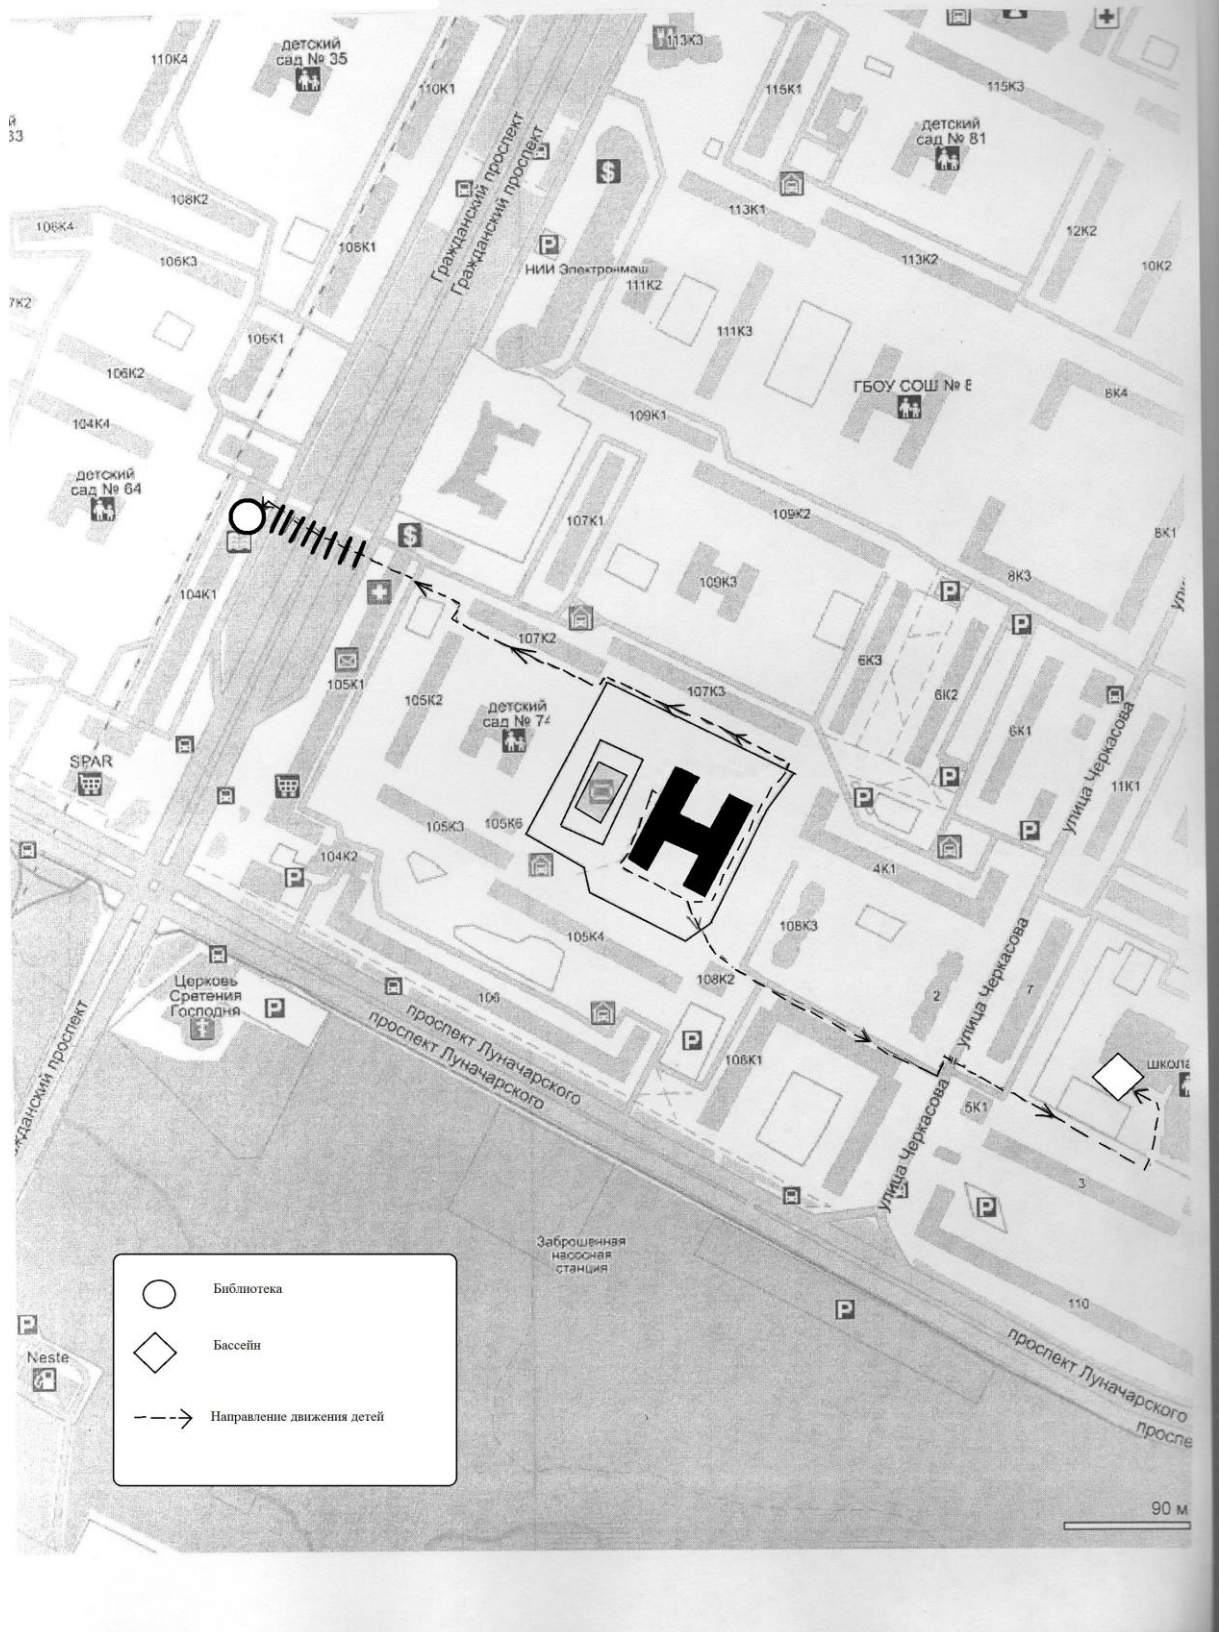 110К4
детский
сад № 35
110К1
113К3
115К1
115К3
детский
сад № 81
й
33
108К2
106К4
106К3
108К1
Гражданский проспект
Гражданский проспект
НИИ Электронмаш
113К1
113К2
12К2
10К2
7К2
111К2
111К3
106К1
106К2
104К4
109К1
ГБОУ СОШ № 8
8К4
детский
сад № 64
107К1
109К2
8К1
109К3
8К3
104К1
107К2
6К3
6К2
6К1
105К1
105К2
107К3
детский
сад № 74
SPAR
улица Черкасова
11К1
105К3
105К6
104К2
4К1
105К4
108К3
108К2
106
2
7
улица Черкасова
Церковь
Сретения
Господня
проспект Луначарского
проспект Луначарского
108К1
школа
5К1
улица Черкасова
3
жданский проспект
Заброшенная
насосная
станция
110
Библиотека
Бассейн
Направление движения детей
Neste
проспект Луначарского
проспе
90 м